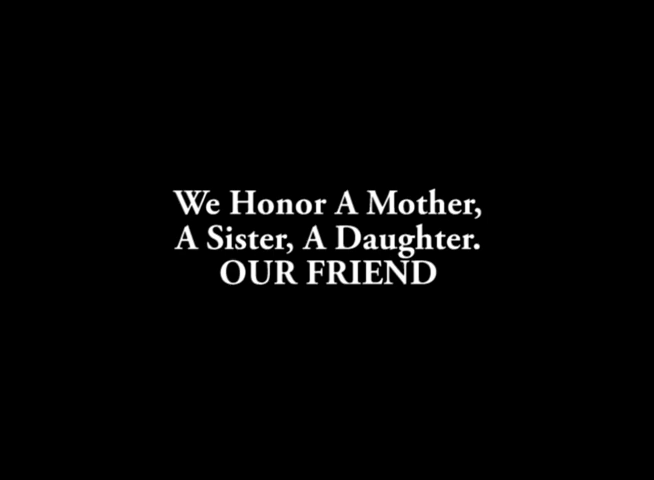 We Honor A Mother,
A Sister, A Daughter.
OUR FRIEND